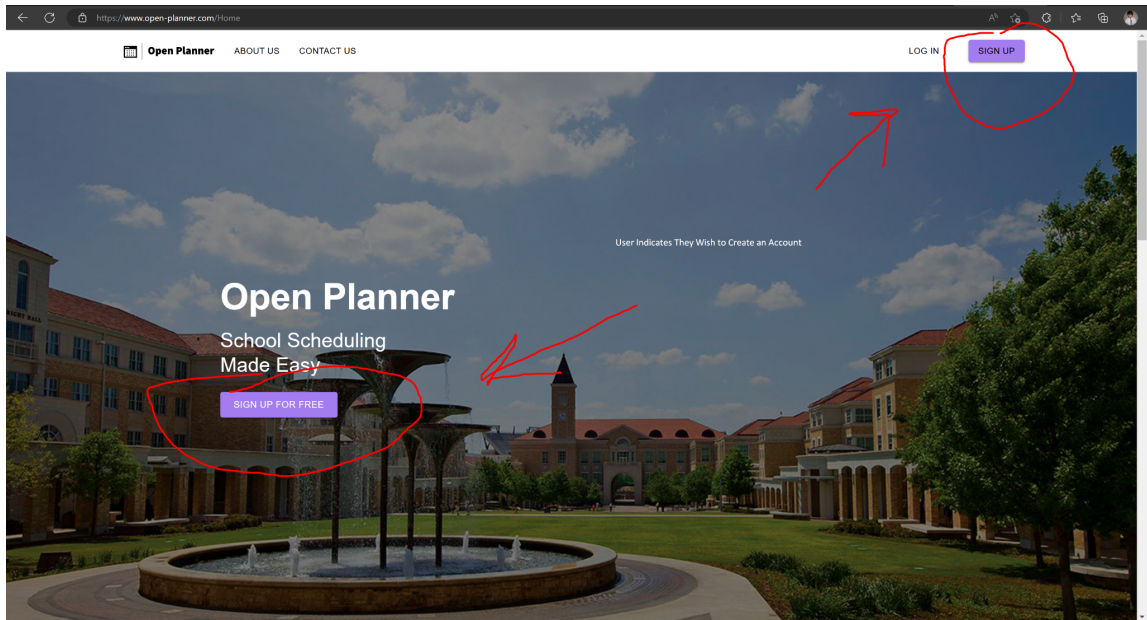 https://www.open-planner.com/Home
Open Planner ABOUT US CONTACT US LOG IN SIGN UP
User Indicates They Wish to Create an Account
Open Planner
School Scheduling
Made Easy
SIGN UP FOR FREE